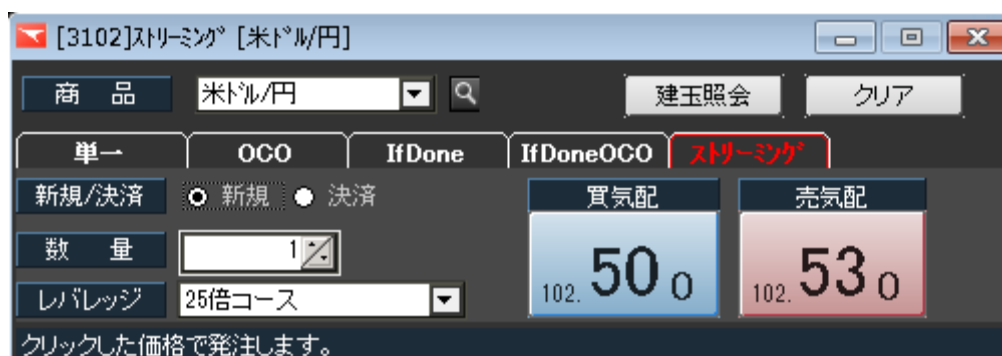 [3102]ｽﾄﾘｰﾐﾝｸﾞ [米ﾄﾞﾙ/円]
商 品 米ﾄﾞﾙ/円 建玉照会 クリア
単一 OCO IfDone IfDoneOCO ｽﾄﾘｰﾐﾝｸﾞ
新規/決済 新規 決済 買気配 売気配
数 量 1
102.500 102.530
レバレッジ 25倍コース
クリックした価格で発注します。